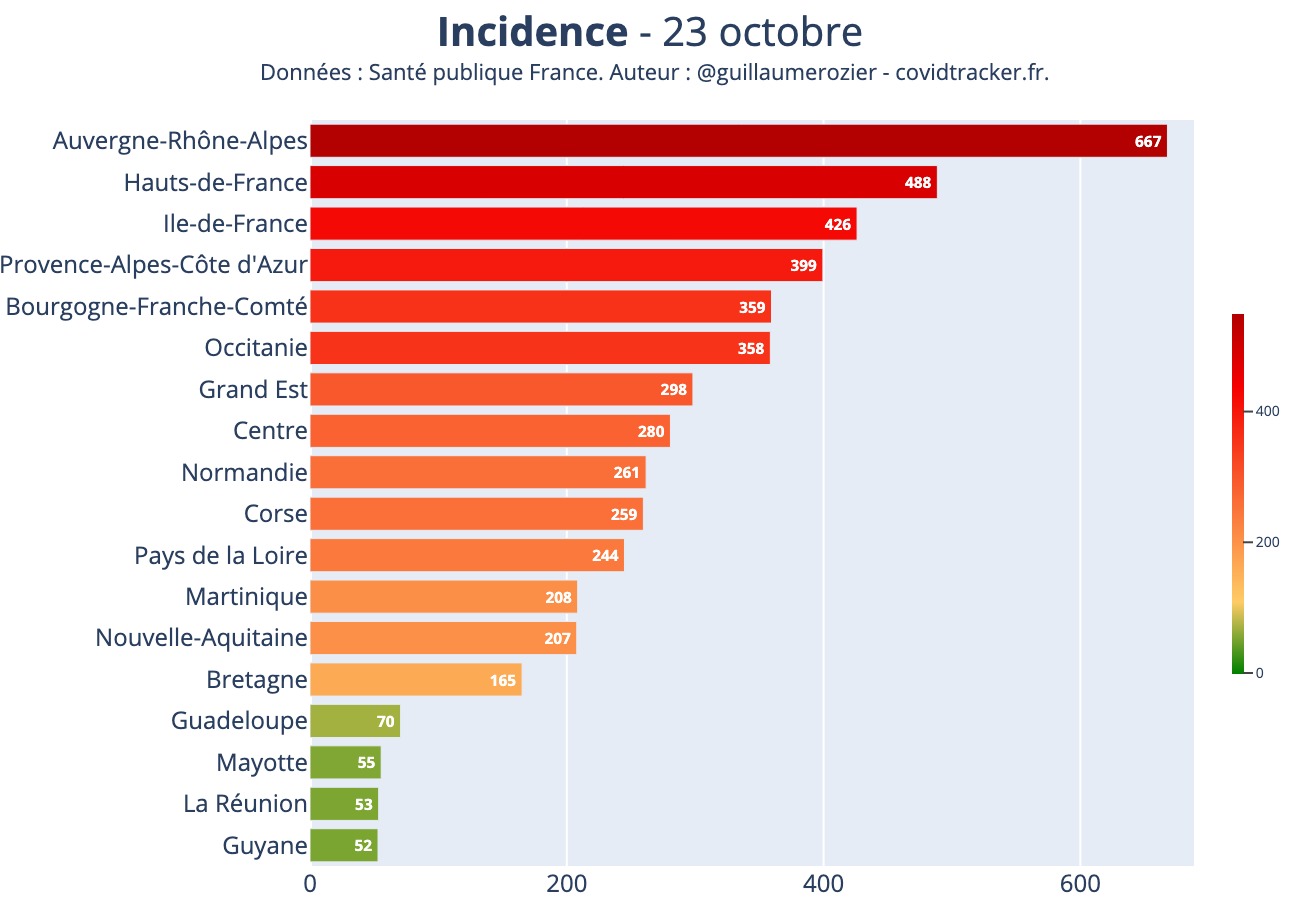 Incidence - 23 octobre
Données : Santé publique France. Auteur : @guillaumerozier - covidtracker.fr.
Auvergne-Rhône-Alpes 667
Hauts-de-France 488
Ile-de-France 426
Provence-Alpes-Côte d'Azur 399
Bourgogne-Franche-Comté 359
Occitanie 358
Grand Est 298
Centre 280
Normandie 261
Corse 259
Pays de la Loire 244
Martinique 208
Nouvelle-Aquitaine 207
Bretagne 165
Guadeloupe 70
Mayotte 55
La Réunion 53
Guyane 52
0 200 400 600
400
200
0